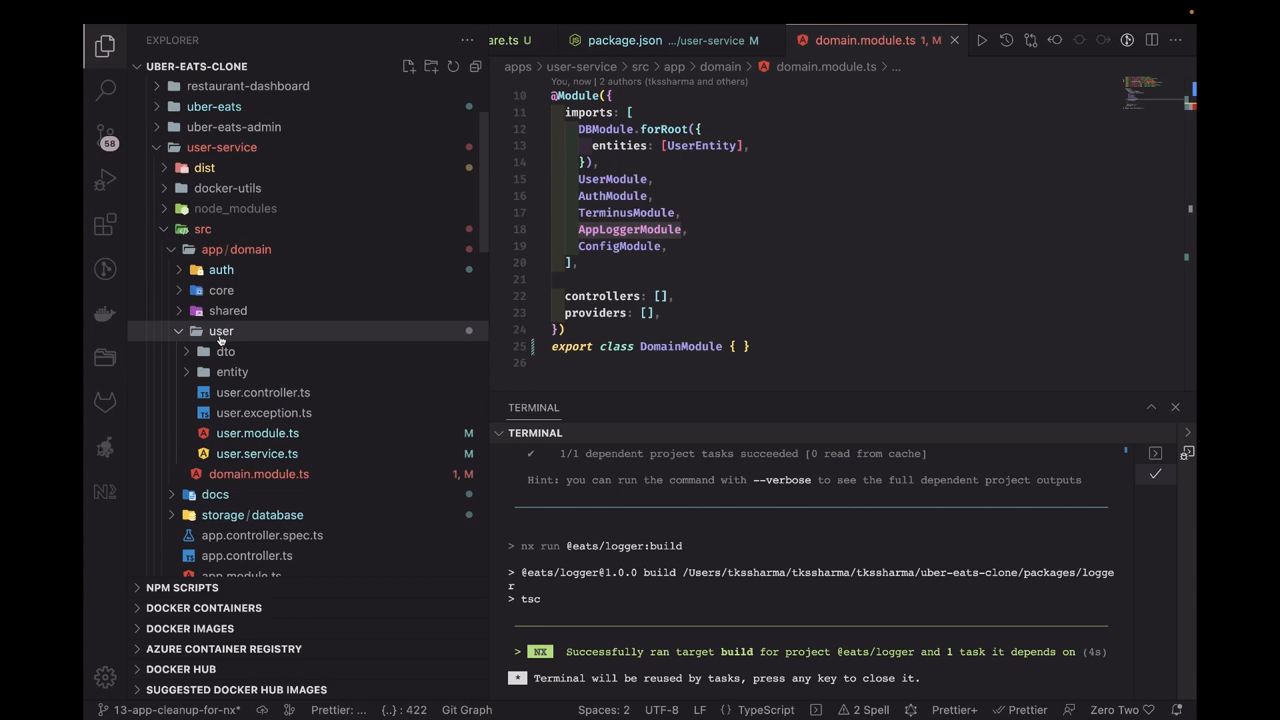 EXPLORER
UBER-EATS-CLONE
restaurant-dashboard
uber-eats
uber-eats-admin
user-service
dist
docker-utils
node_modules
src
app/domain
auth
core
shared
user
dto
entity
user.controller.ts
user.exception.ts
user.module.ts M
user.service.ts M
domain.module.ts 1, M
docs
storage/database
app.controller.spec.ts
app.controller.ts
app.module.ts
NPM SCRIPTS
DOCKER CONTAINERS
DOCKER IMAGES
AZURE CONTAINER REGISTRY
DOCKER HUB
SUGGESTED DOCKER HUB IMAGES
58
are.ts U
package.json .../user-service M
domain.module.ts 1, M
apps > user-service > src > app > domain > domain.module.ts > ...
You, now | 2 authors (tkssharma and others)
10 @Module({
11 imports: [
12 DBModule.forRoot({
13 entities: [UserEntity],
14 }),
15 UserModule,
16 AuthModule,
17 TerminusModule,
18 AppLoggerModule,
19 ConfigModule,
20 ],
21
22 controllers: [],
23 providers: [],
24 })
25 export class DomainModule { }
26
TERMINAL
TERMINAL
✔ 1/1 dependent project tasks succeeded [0 read from cache]
Hint: you can run the command with --verbose to see the full dependent project outputs
> nx run @eats/logger:build
> @eats/logger@1.0.0 build /Users/tkssharma/tkssharma/uber-eats-clone/packages/logge
r
> tsc
> NX Successfully ran target build for project @eats/logger and 1 task it depends on (4s)
* Terminal will be reused by tasks, press any key to close it.
13-app-cleanup-for-nx* Prettier: ... {..} : 422 Git Graph Spaces: 2 UTF-8 LF {} TypeScript 2 Spell Prettier+ Prettier Zero Two